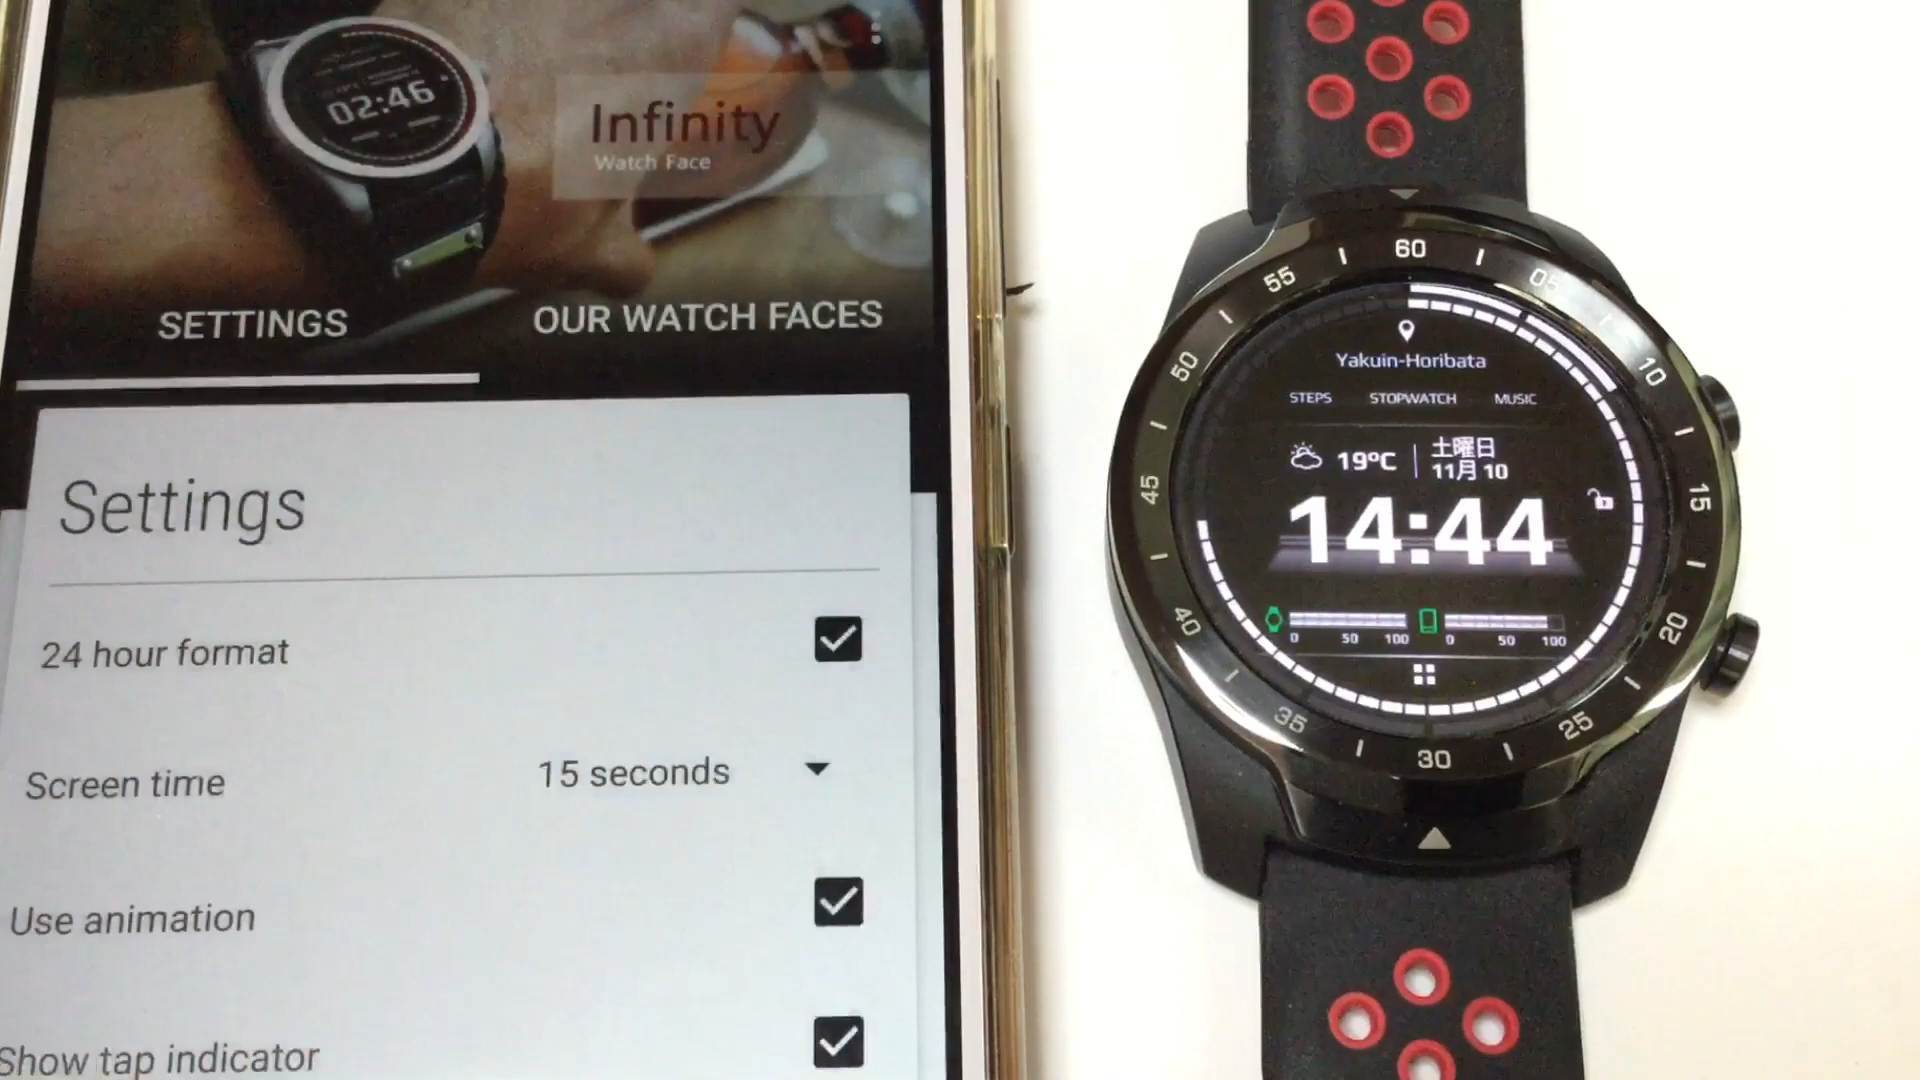 02:46
Infinity
Watch Face
SETTINGS
OUR WATCH FACES
Settings
24 hour format
Screen time
15 seconds
Use animation
Show tap indicator
60
05
10
15
20
25
30
35
40
45
50
55
Yakuin-Horibata
STEPS
STOPWATCH
MUSIC
19°C
土曜日
11月 10
14:44
0 50 100
0 50 100